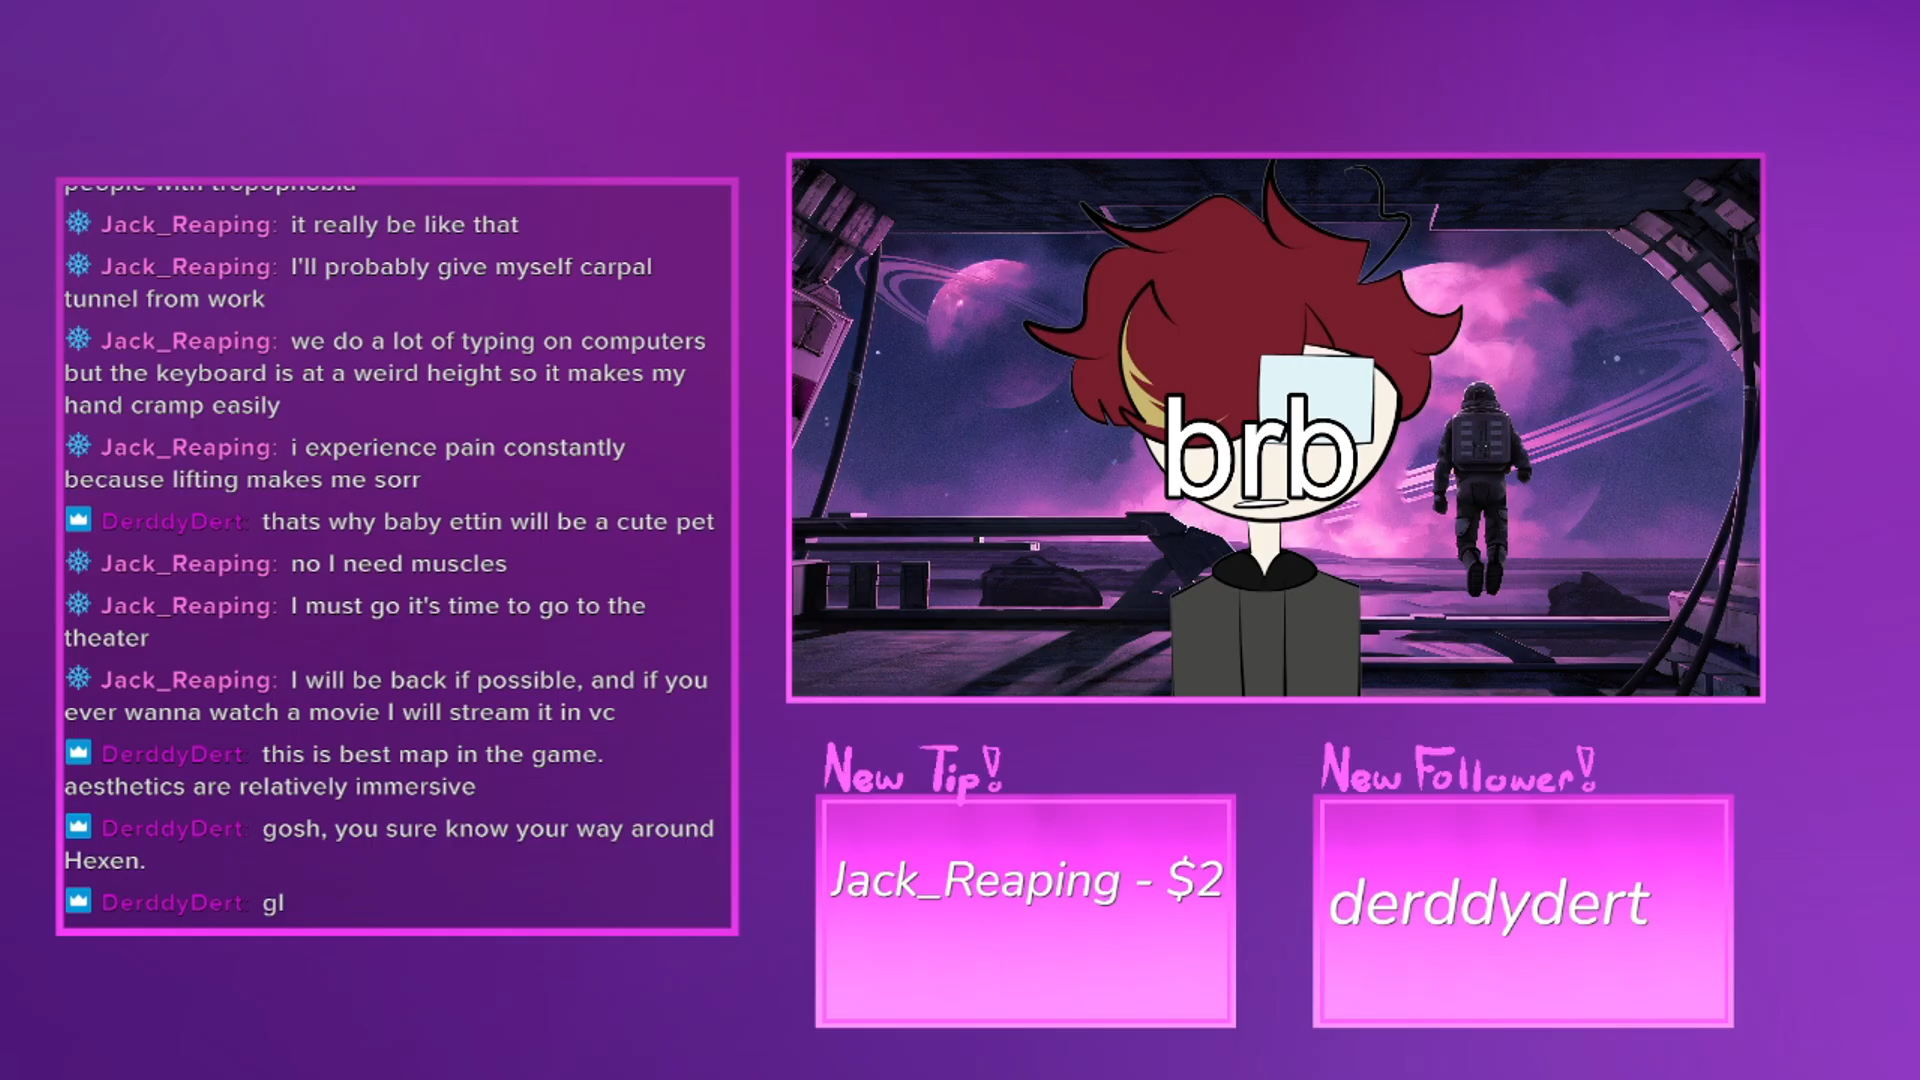 people with tropophobia
Jack_Reaping: it really be like that
Jack_Reaping: I'll probably give myself carpal
tunnel from work
Jack_Reaping: we do a lot of typing on computers
but the keyboard is at a weird height so it makes my
hand cramp easily
Jack_Reaping: i experience pain constantly
because lifting makes me sorr
DerddyDert: thats why baby ettin will be a cute pet
Jack_Reaping: no I need muscles
Jack_Reaping: I must go it's time to go to the
theater
Jack_Reaping: I will be back if possible, and if you
ever wanna watch a movie I will stream it in vc
DerddyDert: this is best map in the game.
aesthetics are relatively immersive
DerddyDert: gosh, you sure know your way around
Hexen.
DerddyDert: gl
brb
New Tip!
Jack_Reaping - $2
New Follower!
derddydert